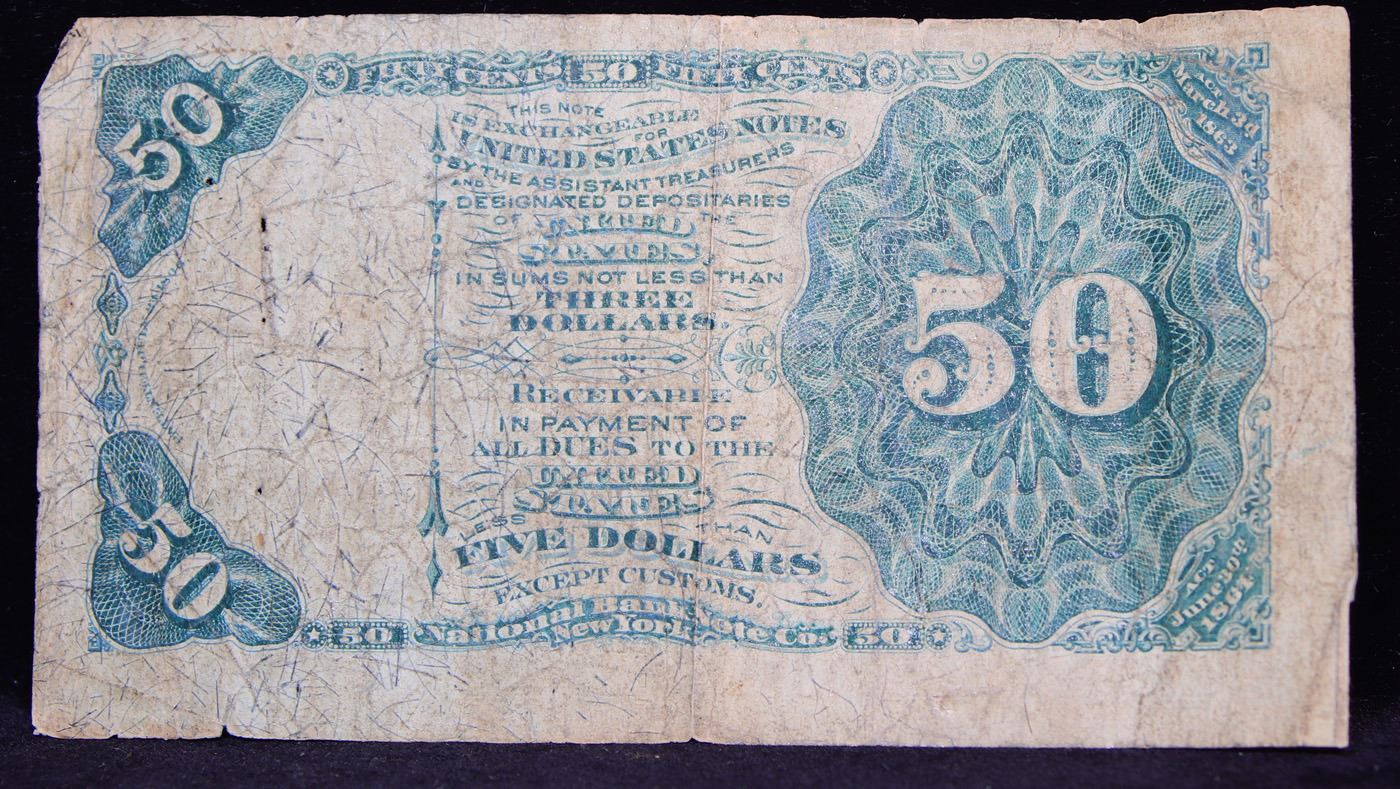 FIFTY CENTS 50 FIFTY CENTS
50
Act of
March 3d
1863
THIS NOTE
IS EXCHANGEABLE
FOR
UNITED STATES NOTES
BY THE ASSISTANT TREASURERS
AND
DESIGNATED DEPOSITARIES
OF THE
UNITED
STATES,
IN SUMS NOT LESS THAN
THREE
DOLLARS.
50
RECEIVABLE
IN PAYMENT OF
ALL DUES TO THE
UNITED
STATES
LESS THAN
FIVE DOLLARS
EXCEPT CUSTOMS.
50
ACT
June 30th
1864
50 National Bank Note Co. 50
New York